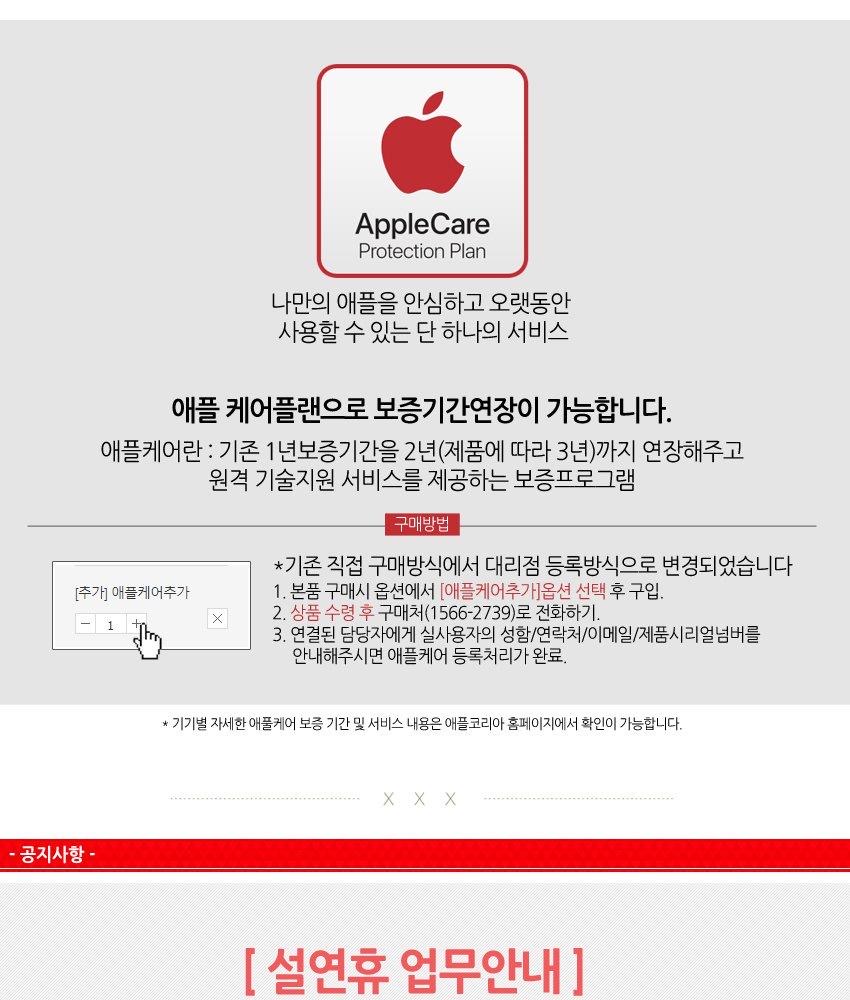 AppleCare
Protection Plan
나만의 애플을 안심하고 오랫동안
사용할 수 있는 단 하나의 서비스
애플 케어플랜으로 보증기간연장이 가능합니다.
애플케어란 : 기존 1년보증기간을 2년(제품에 따라 3년)까지 연장해주고
원격 기술지원 서비스를 제공하는 보증프로그램
구매방법
[추가] 애플케어추가
1
*기존 직접 구매방식에서 대리점 등록방식으로 변경되었습니다
1. 본품 구매시 옵션에서 [애플케어추가]옵션 선택 후 구입.
2. 상품 수령 후 구매처(1566-2739)로 전화하기.
3. 연결된 담당자에게 실사용자의 성함/연락처/이메일/제품시리얼넘버를
안내해주시면 애플케어 등록처리가 완료.
* 기기별 자세한 애플케어 보증 기간 및 서비스 내용은 애플코리아 홈페이지에서 확인이 가능합니다.
X X X
- 공지사항 -
[ 설연휴 업무안내 ]